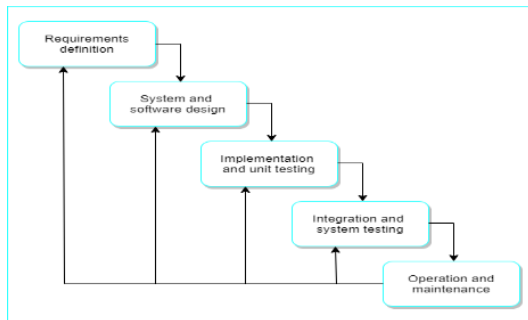 Requirements
definition
System and
software design
Implementation
and unit testing
Integration and
system testing
Operation and
maintenance